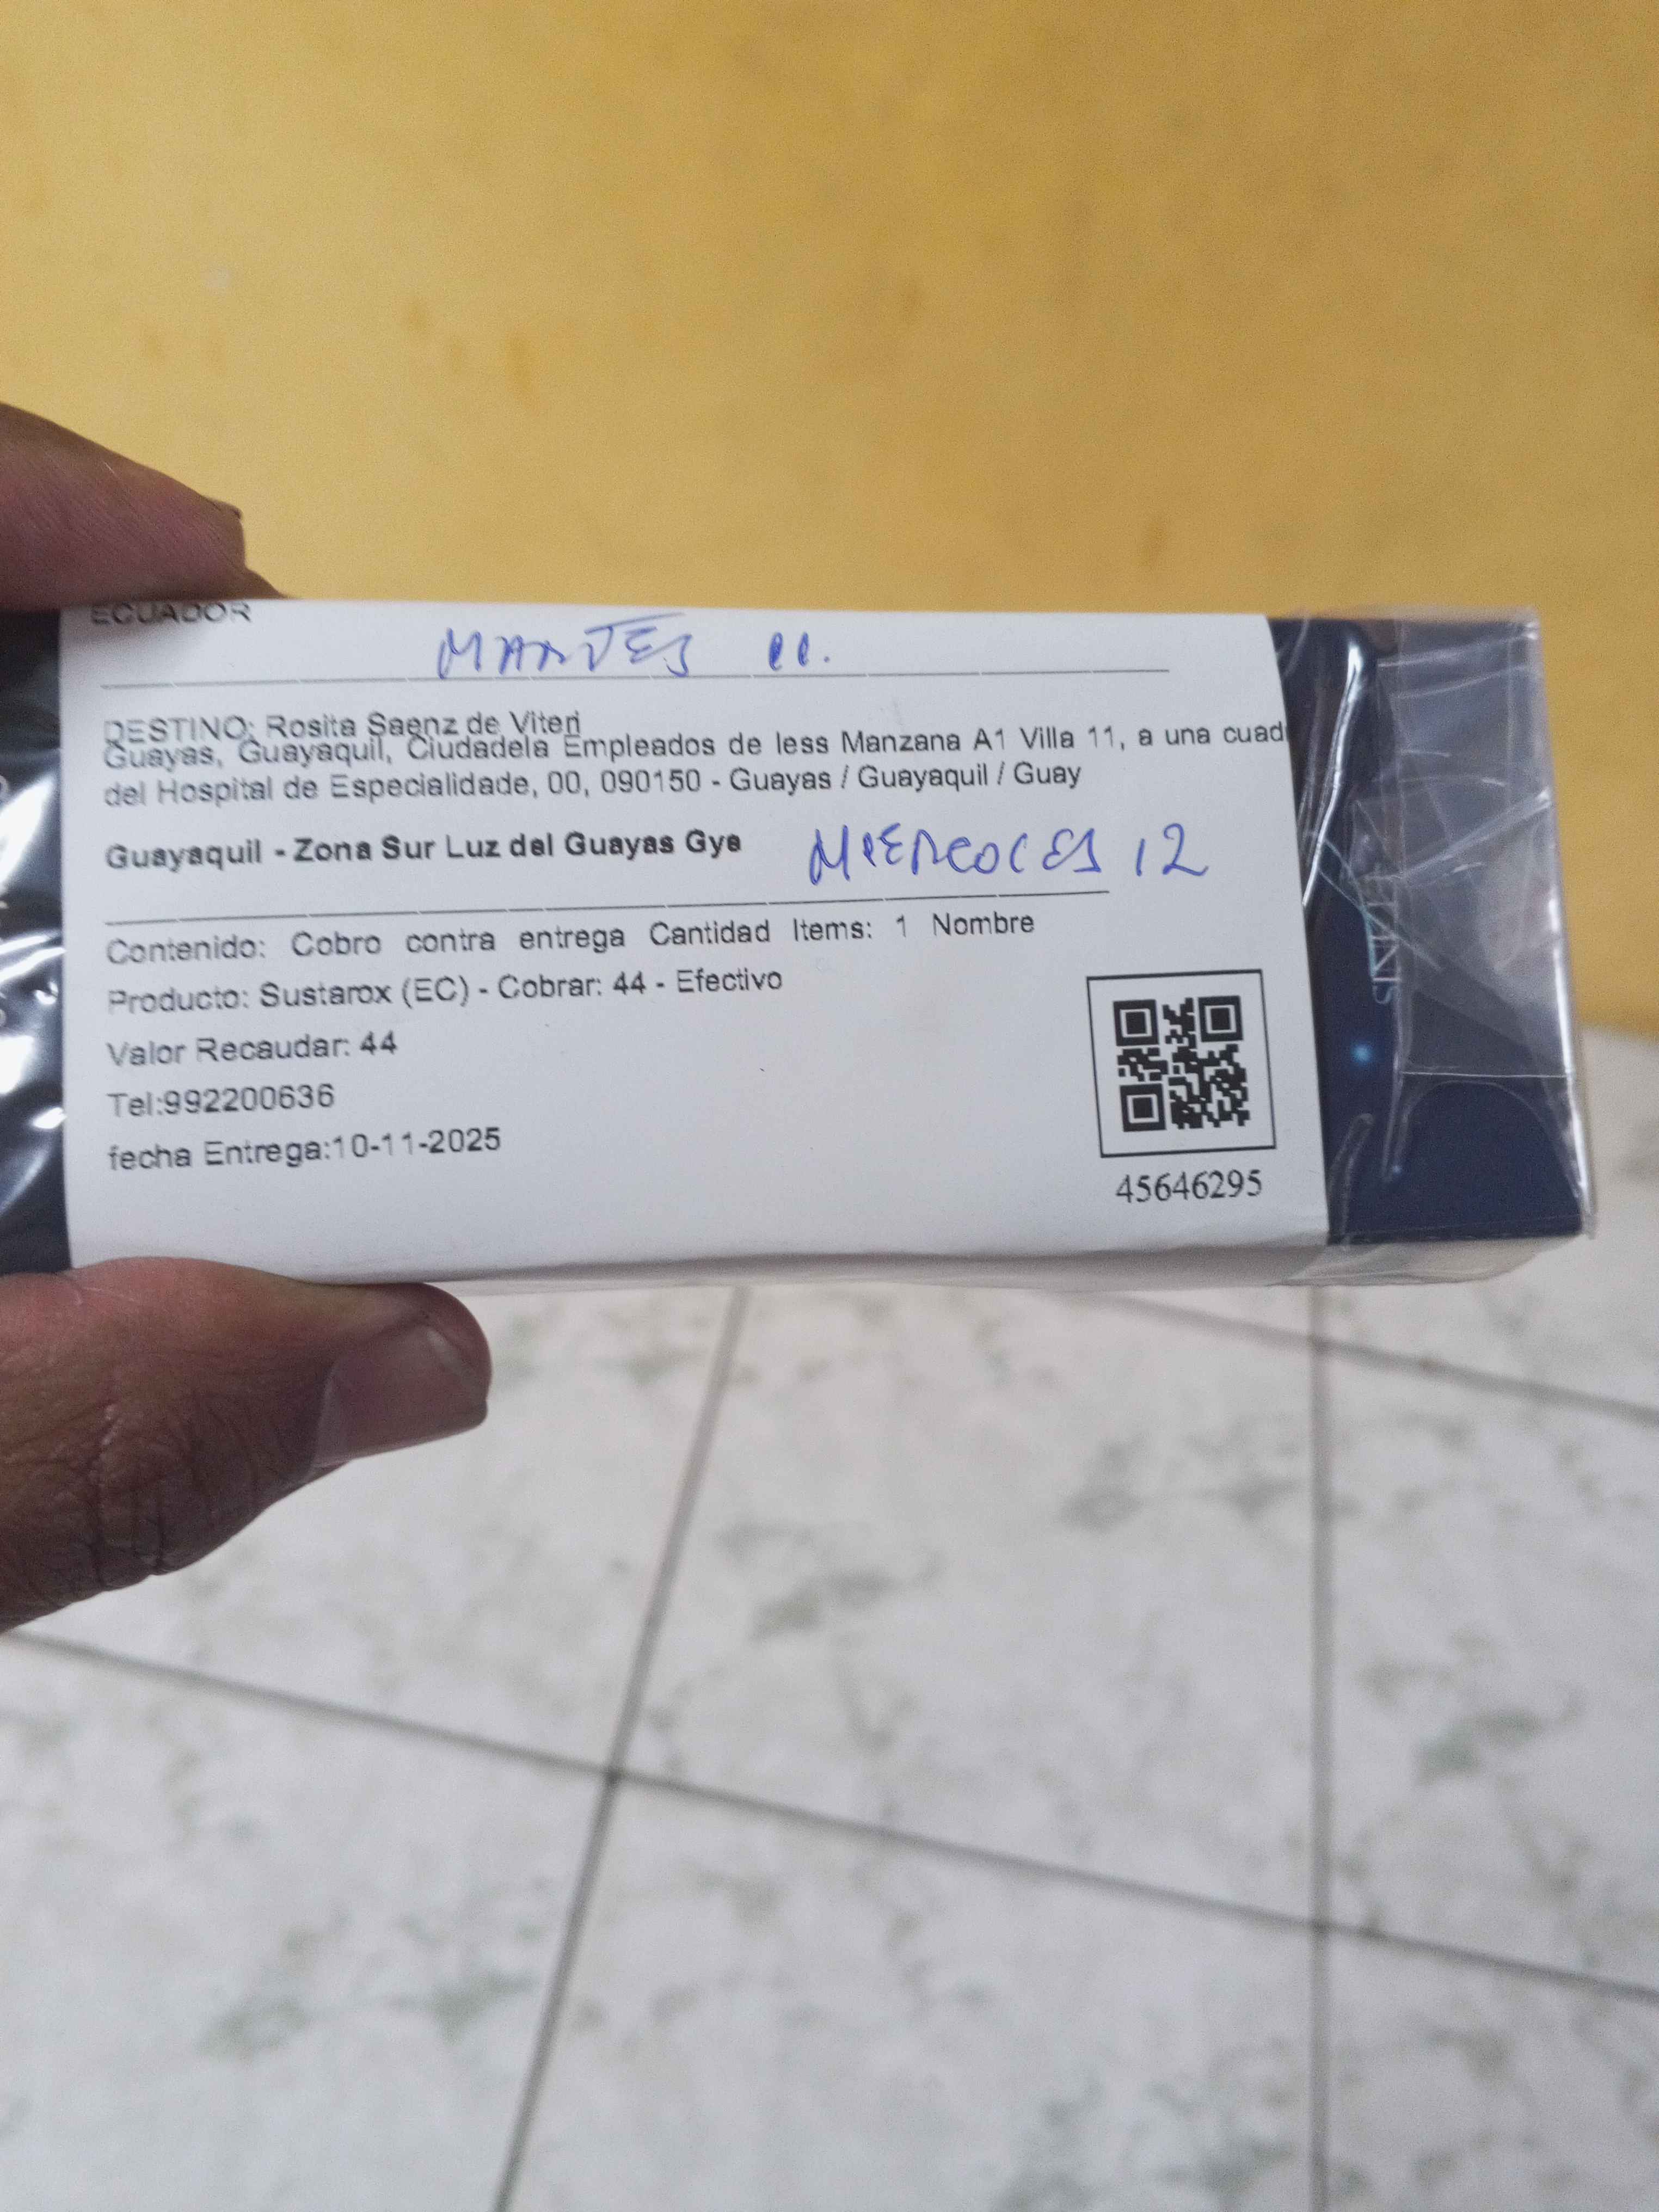 ECUADOR
MARTES 11.
DESTINO: Rosita Saenz de Viteri
Guayas, Guayaquil, Ciudadela Empleados de Iess Manzana A1 Villa 11, a una cuad
del Hospital de Especialidade, 00, 090150 - Guayas / Guayaquil / Guay
Guayaquil - Zona Sur Luz del Guayas Gye
MIERCOLES 12
Contenido: Cobro contra entrega Cantidad Items: 1 Nombre
Producto: Sustarox (EC) - Cobrar: 44 - Efectivo
Valor Recaudar: 44
Tel:992200636
fecha Entrega:10-11-2025
45646295